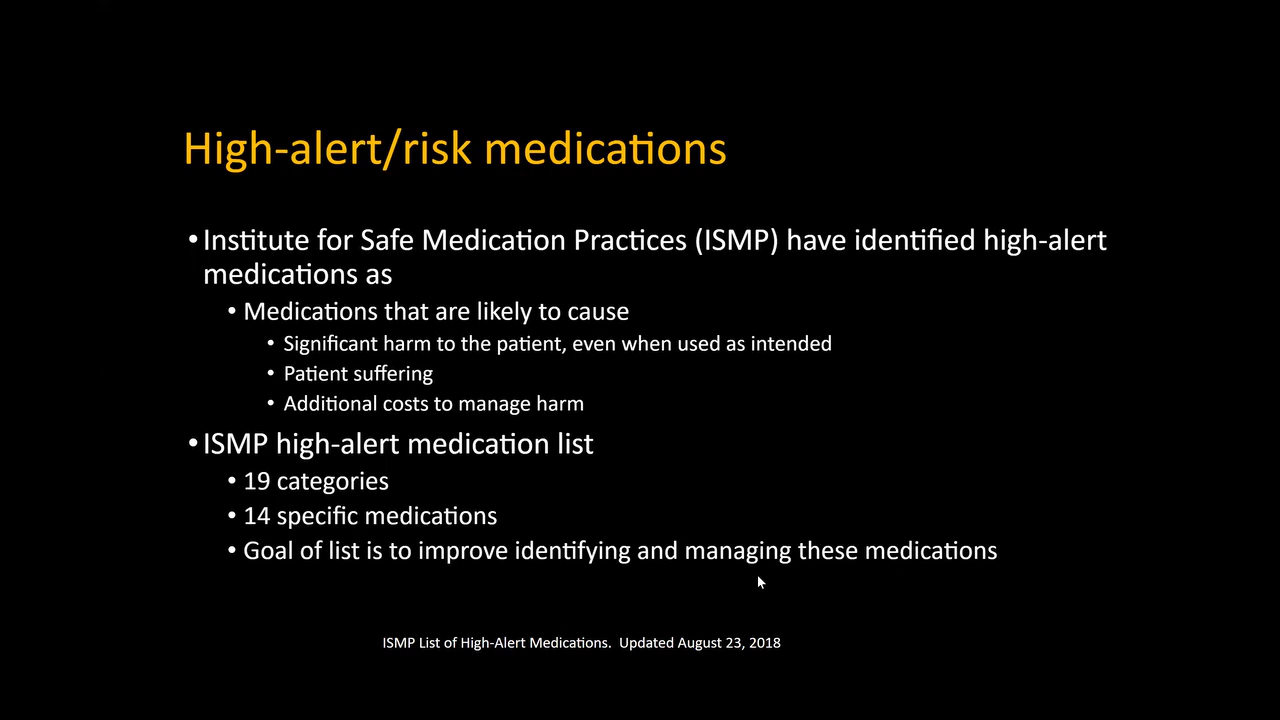 High-alert/risk medications
•Institute for Safe Medication Practices (ISMP) have identified high-alert
medications as
• Medications that are likely to cause
• Significant harm to the patient, even when used as intended
• Patient suffering
• Additional costs to manage harm
•ISMP high-alert medication list
• 19 categories
• 14 specific medications
• Goal of list is to improve identifying and managing these medications
ISMP List of High-Alert Medications.  Updated August 23, 2018